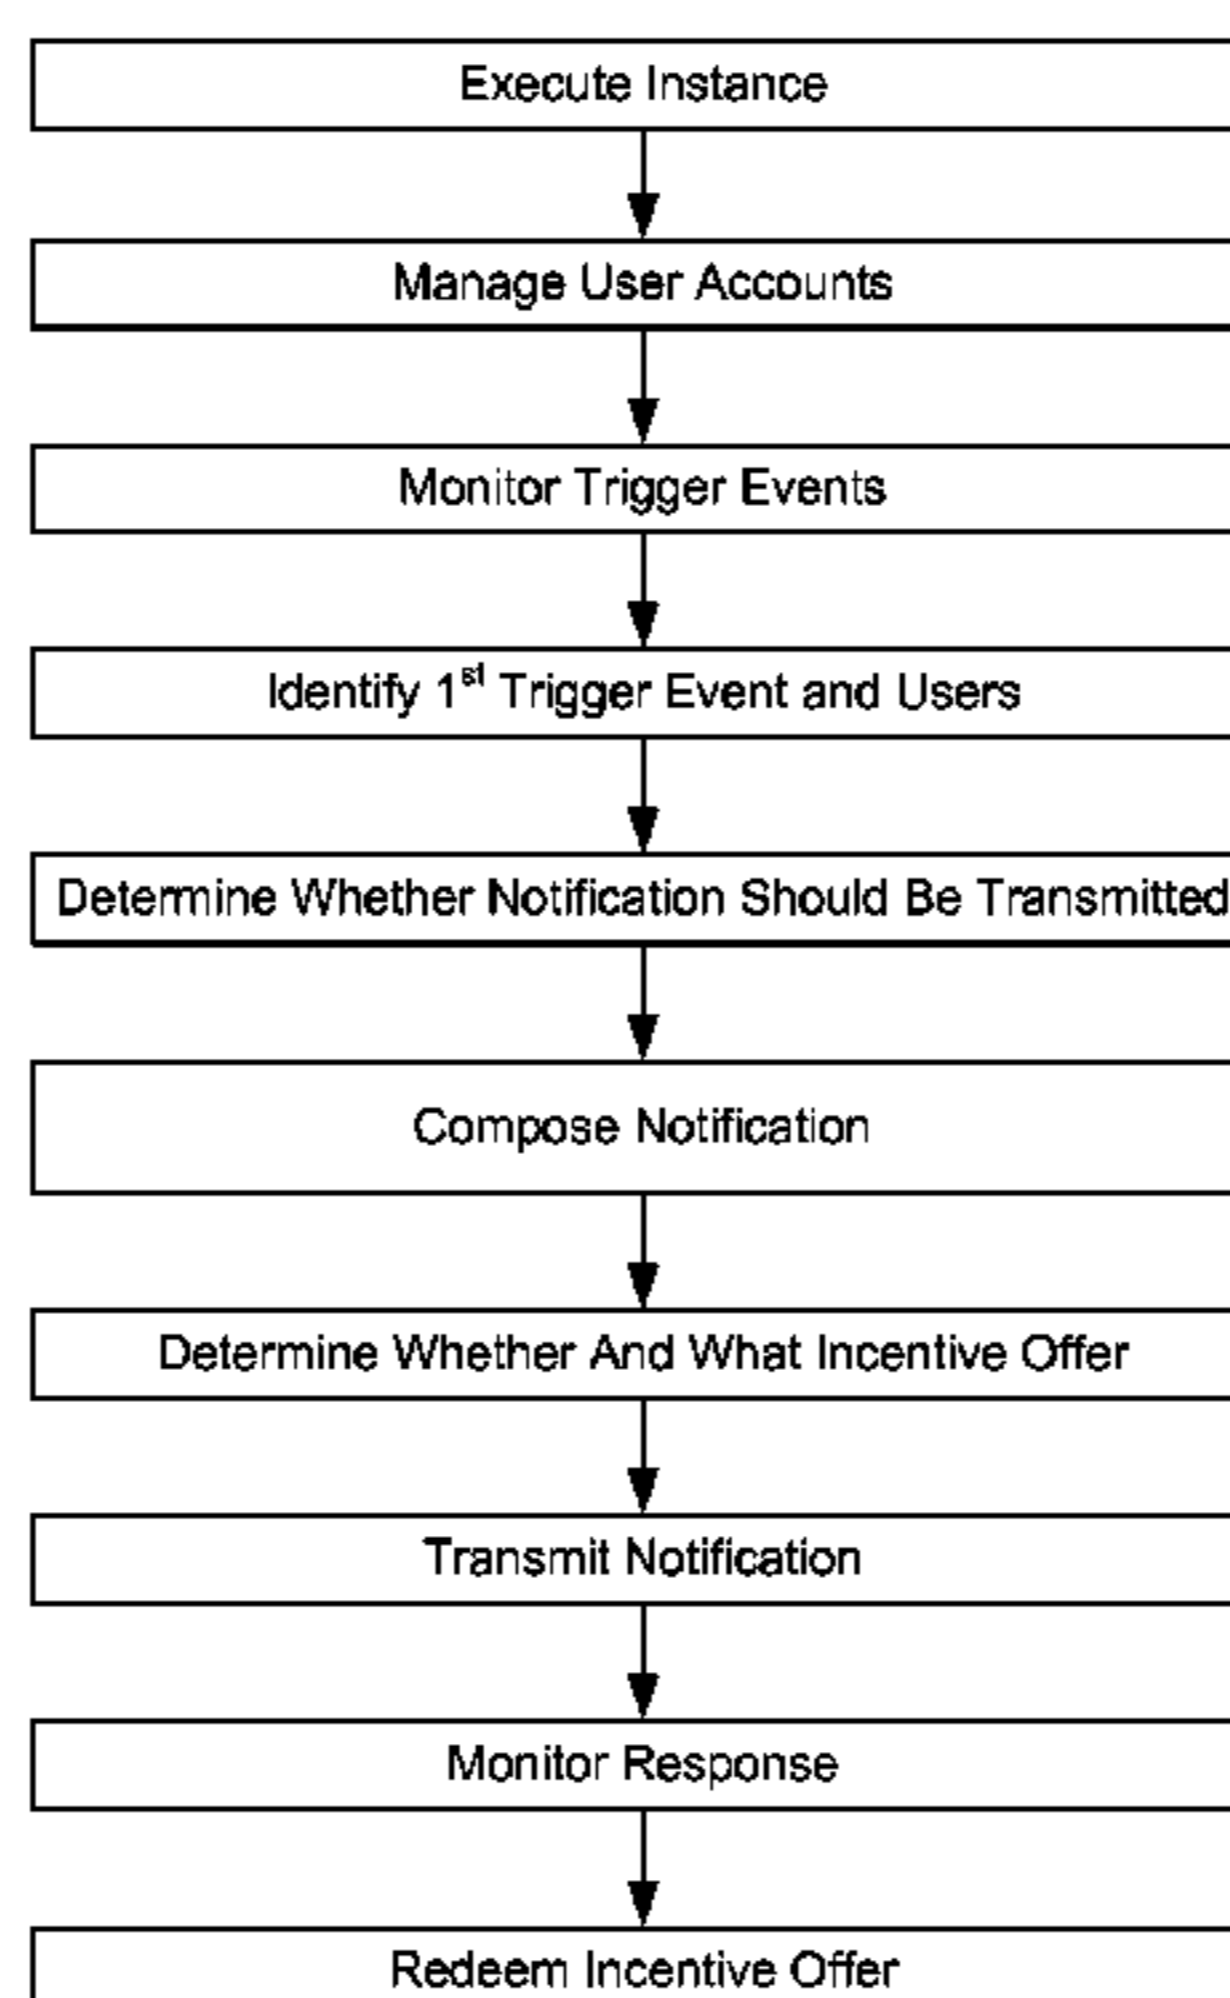 Execute Instance
Manage User Accounts
Monitor Trigger Events
Identify 1st Trigger Event and Users
Determine Whether Notification Should Be Transmitted
Compose Notification
Determine Whether And What Incentive Offer
Transmit Notification
Monitor Response
Redeem Incentive Offer